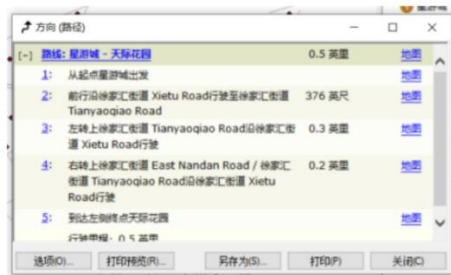 星游城
方向 (路径)
[-] 路线: 星游城 - 天际花园 0.5 英里 地图
1: 从起点星游城出发 地图
2: 前行沿徐家汇街道 Xietu Road行驶至徐家汇街道 376 英尺 地图
Tianyaoqiao Road
3: 左转上徐家汇街道 Tianyaoqiao Road沿徐家汇街 0.3 英里 地图
道 Xietu Road行驶
4: 右转上徐家汇街道 East Nandan Road / 徐家汇 0.2 英里 地图
街道 Tianyaoqiao Road沿徐家汇街道 Xietu
Road行驶
5: 到达左侧终点天际花园 地图
行驶里程: 0.5 英里
选项(O)... 打印预览(R)... 另存为(S)... 打印(P) 关闭(C)